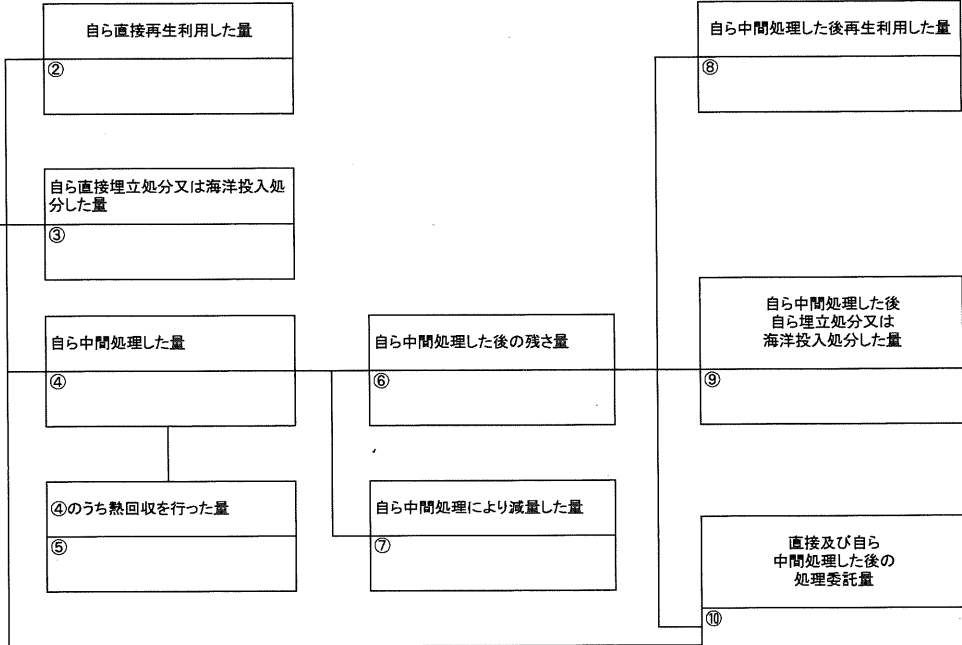 自ら直接再生利用した量
②
自ら直接埋立処分又は海洋投入処
分した量
③
自ら中間処理した量
④
④のうち熱回収を行った量
⑤
自ら中間処理した後の残さ量
⑥
自ら中間処理により減量した量
⑦
自ら中間処理した後再生利用した量
⑧
自ら中間処理した後
自ら埋立処分又は
海洋投入処分した量
⑨
直接及び自ら
中間処理した後の
処理委託量
⑩